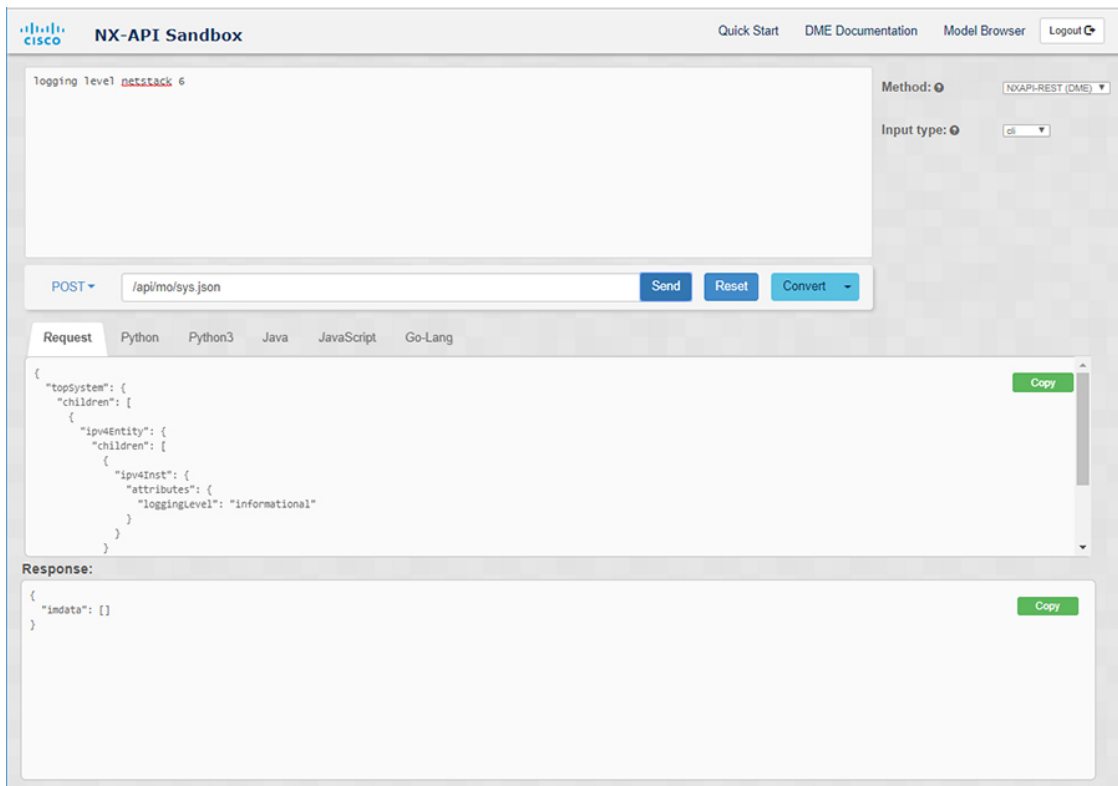 CISCO
NX-API Sandbox
Quick Start
DME Documentation
Model Browser
Logout
logging level netstack 6
Method:
NXAPI-REST (DME)
Input type:
cli
POST
/api/mo/sys.json
Send
Reset
Convert
Request
Python
Python3
Java
JavaScript
Go-Lang
{
"topSystem": {
"children": [
{
"ipv4Entity": {
"children": [
{
"ipv4Inst": {
"attributes": {
"loggingLevel": "informational"
}
}
}
Copy
Response:
{
"imdata": []
}
Copy